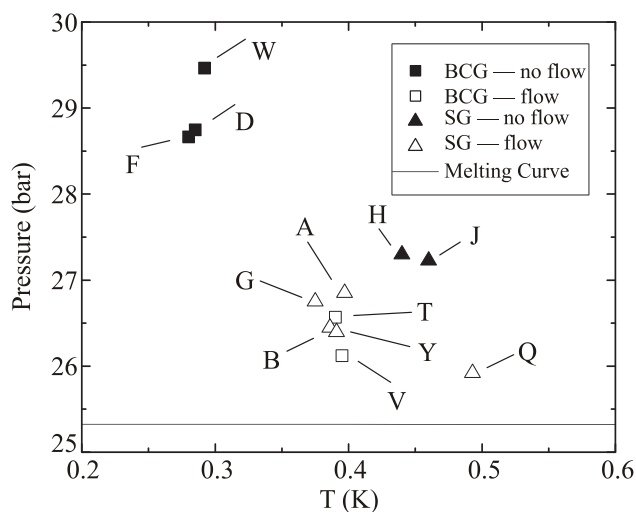 30
29
28
27
26
25
Pressure (bar)
0.2 0.3 0.4 0.5 0.6
T (K)
BCG — no flow
BCG — flow
SG — no flow
SG — flow
Melting Curve
W
D
F
H
J
A
G
T
B
Y
V
Q